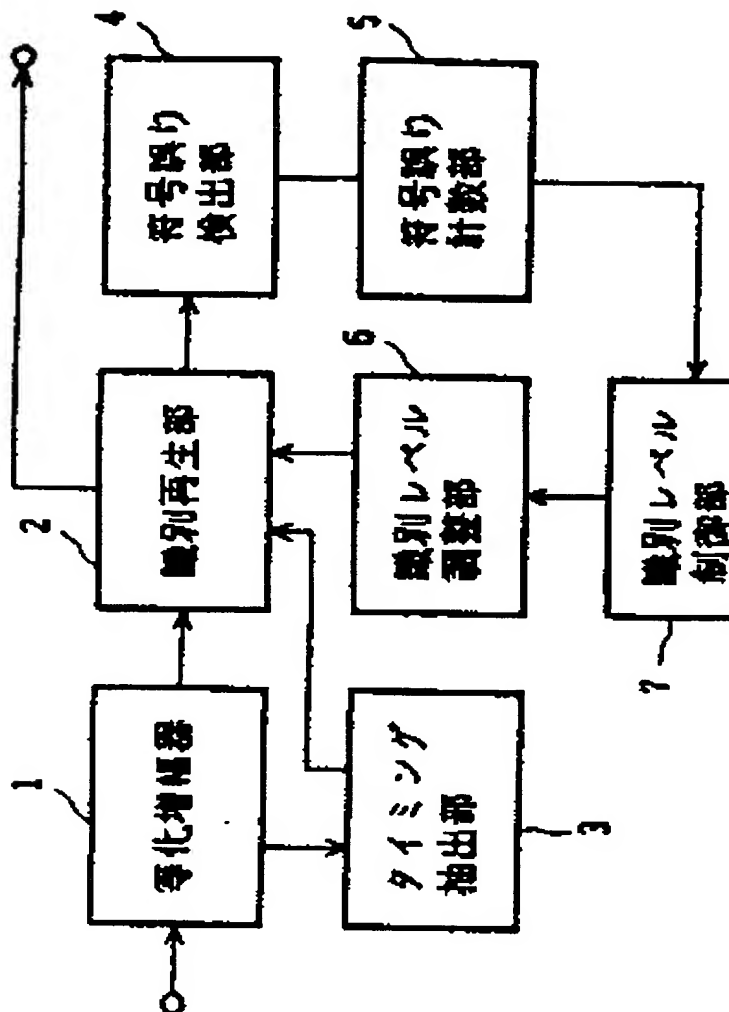 1
等化増幅器
2
識別再生部
3
タイミング
抽出部
4
符号誤り
検出部
5
符号誤り
計数部
6
識別レベル
調整部
7
識別レベル
制御部